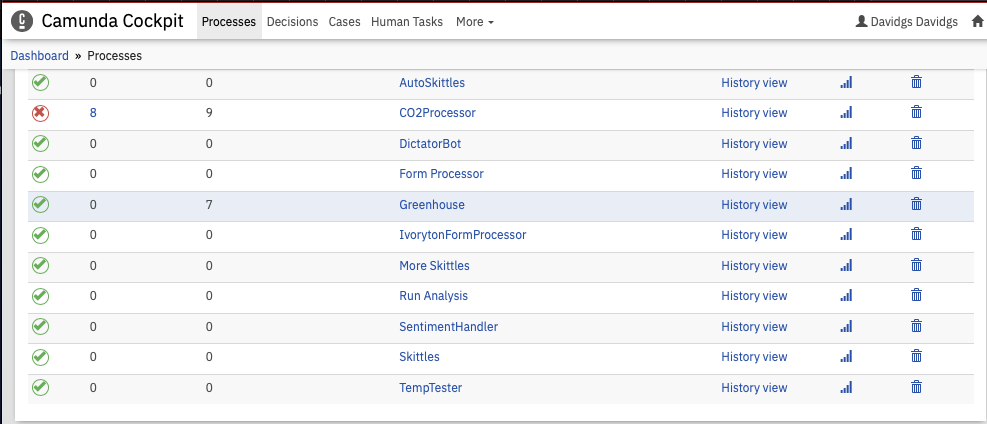 Camunda Cockpit Processes Decisions Cases Human Tasks More Davidgs Davidgs
Dashboard » Processes
0 0 AutoSkittles History view
8 9 CO2Processor History view
0 0 DictatorBot History view
0 0 Form Processor History view
0 7 Greenhouse History view
0 0 IvorytonFormProcessor History view
0 0 More Skittles History view
0 0 Run Analysis History view
0 0 SentimentHandler History view
0 0 Skittles History view
0 0 TempTester History view